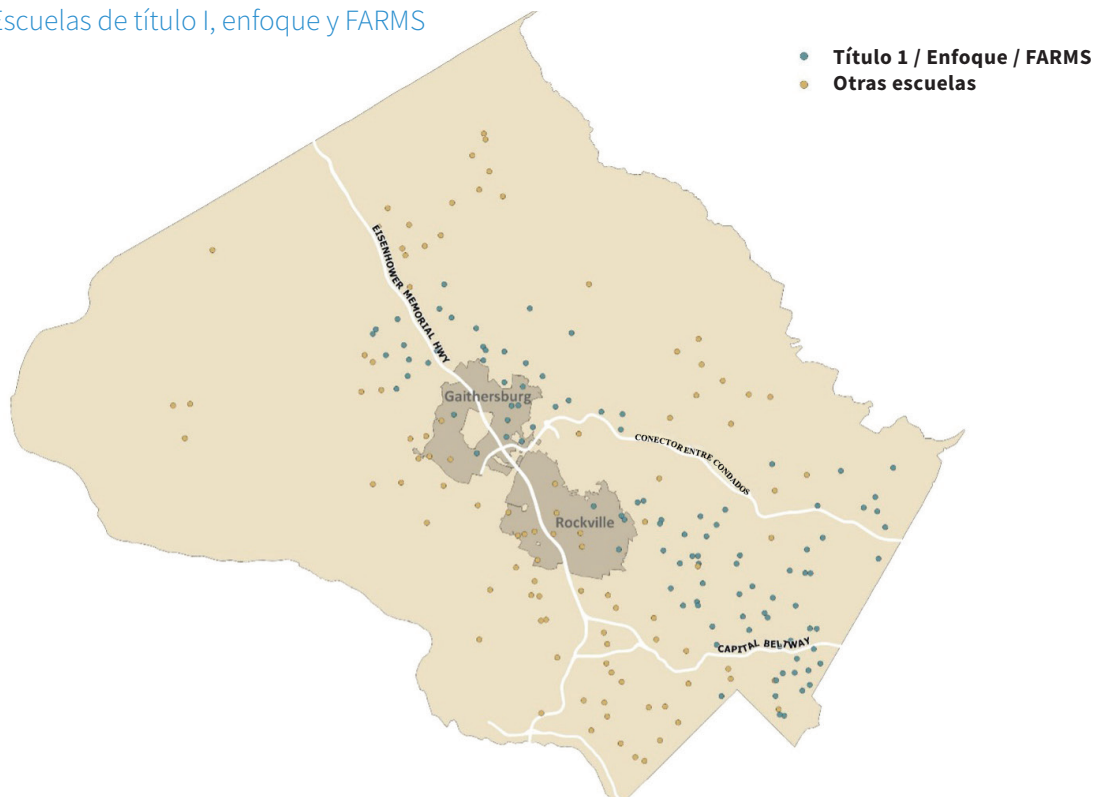 Escuelas de título I, enfoque y FARMS
Título 1 / Enfoque / FARMS
Otras escuelas
EISENHOWER MEMORIAL HWY
Gaithersburg
CONECTOR ENTRE CONDADOS
Rockville
CAPITAL BELTWAY